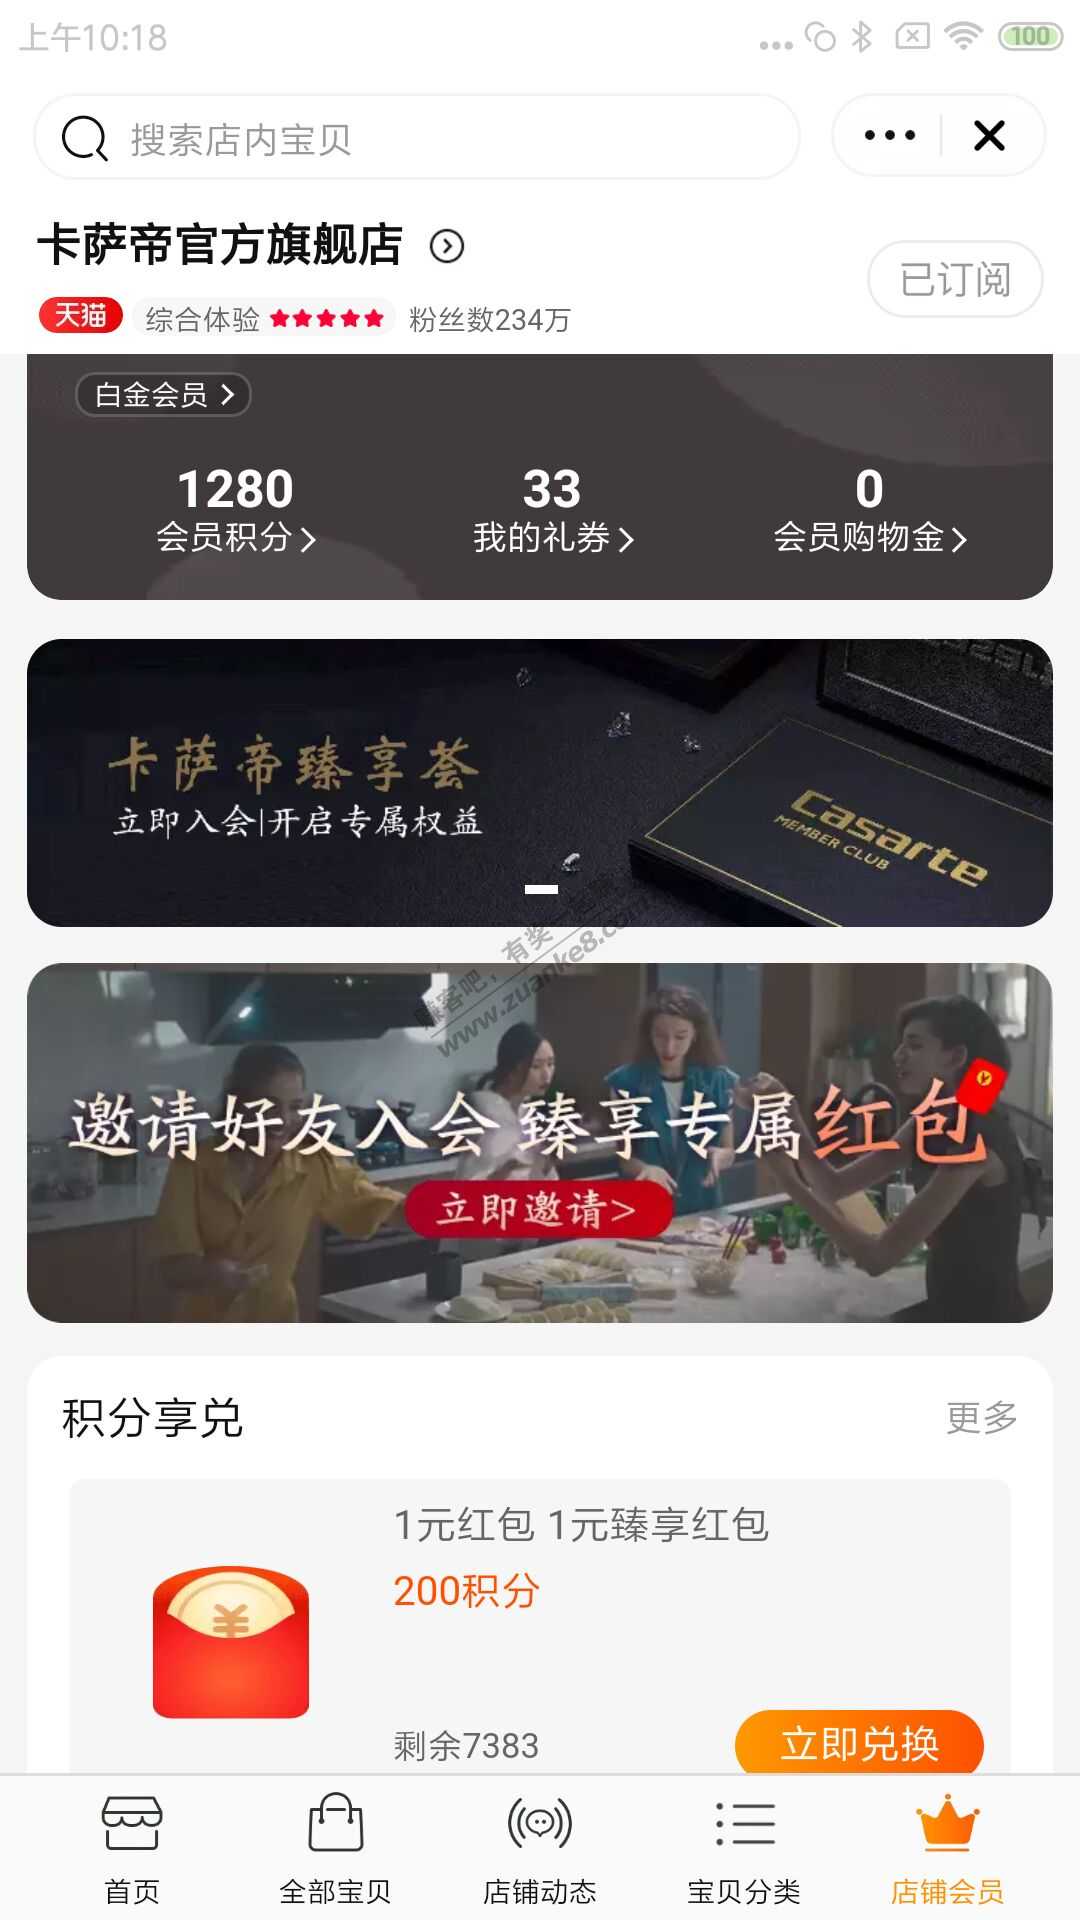 上午10:18
100
搜索店内宝贝
卡萨帝官方旗舰店
已订阅
天猫 综合体验 粉丝数234万
白金会员
1280 33 0
会员积分 我的礼券 会员购物金
卡萨帝臻享荟
立即入会|开启专属权益
Casarte
MEMBER CLUB
赚客吧，有奖一起赚
www.zuanke8.com
邀请好友入会 臻享专属红包
立即邀请>
积分享兑
更多
1元红包 1元臻享红包
200积分
剩余7383
立即兑换
首页 全部宝贝 店铺动态 宝贝分类 店铺会员